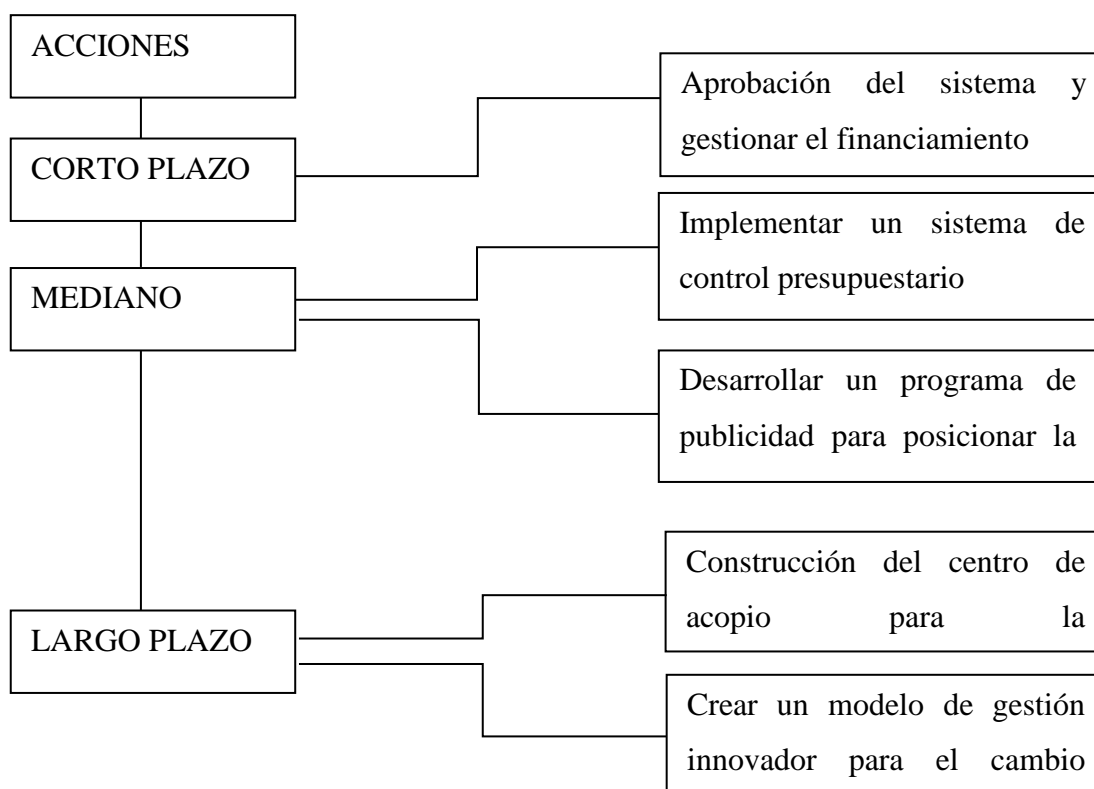 ACCIONES
Aprobación del sistema y
gestionar el financiamiento
CORTO PLAZO
Implementar un sistema de
control presupuestario
MEDIANO
Desarrollar un programa de
publicidad para posicionar la
Construcción del centro de
acopio para la
LARGO PLAZO
Crear un modelo de gestión
innovador para el cambio